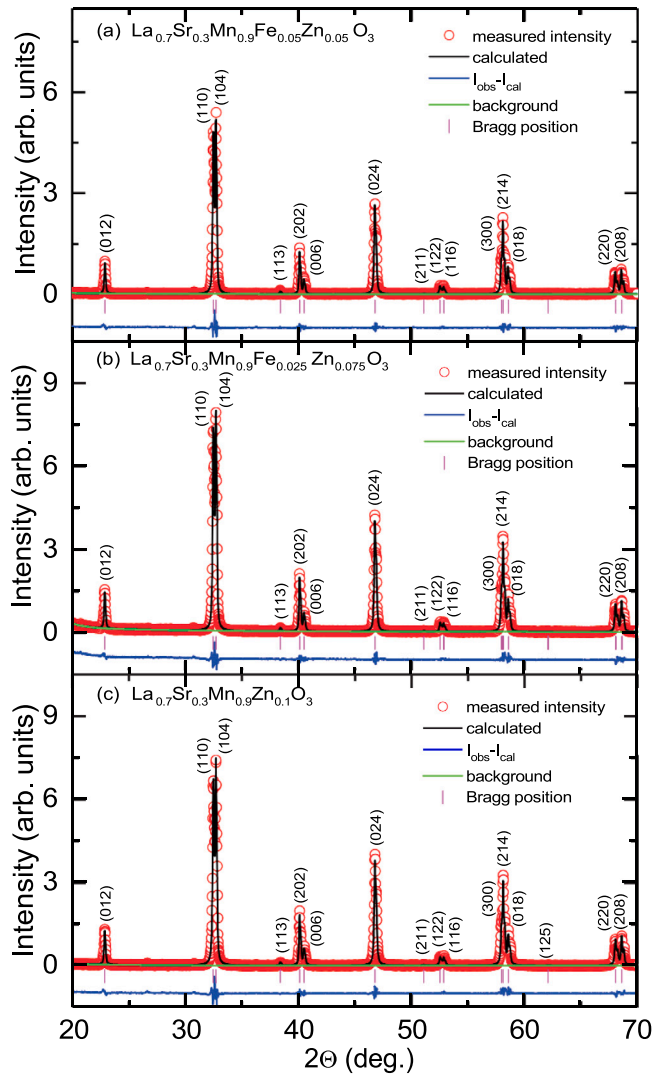 (a) La0.7Sr0.3Mn0.9Fe0.05Zn0.05 O3
measured intensity
calculated
Iobs-Ical
background
Bragg position
Intensity (arb. units)
6
3
0
(012)
(110)
(104)
(113)
(202)
(006)
(024)
(211)
(122)
(116)
(300)
(214)
(018)
(220)
(208)
(b) La0.7Sr0.3Mn0.9Fe0.025 Zn0.075O3
measured intensity
calculated
Iobs-Ical
background
Bragg position
Intensity (arb. units)
9
6
3
0
(012)
(110)
(104)
(113)
(202)
(006)
(024)
(211)
(122)
(116)
(300)
(214)
(018)
(220)
(208)
(c) La0.7Sr0.3Mn0.9Zn0.1O3
measured intensity
calculated
Iobs-Ical
background
Bragg position
Intensity (arb. units)
9
6
3
0
(012)
(110)
(104)
(113)
(202)
(006)
(024)
(211)
(122)
(116)
(300)
(214)
(018)
(125)
(220)
(208)
20 30 40 50 60 70
2Θ (deg.)